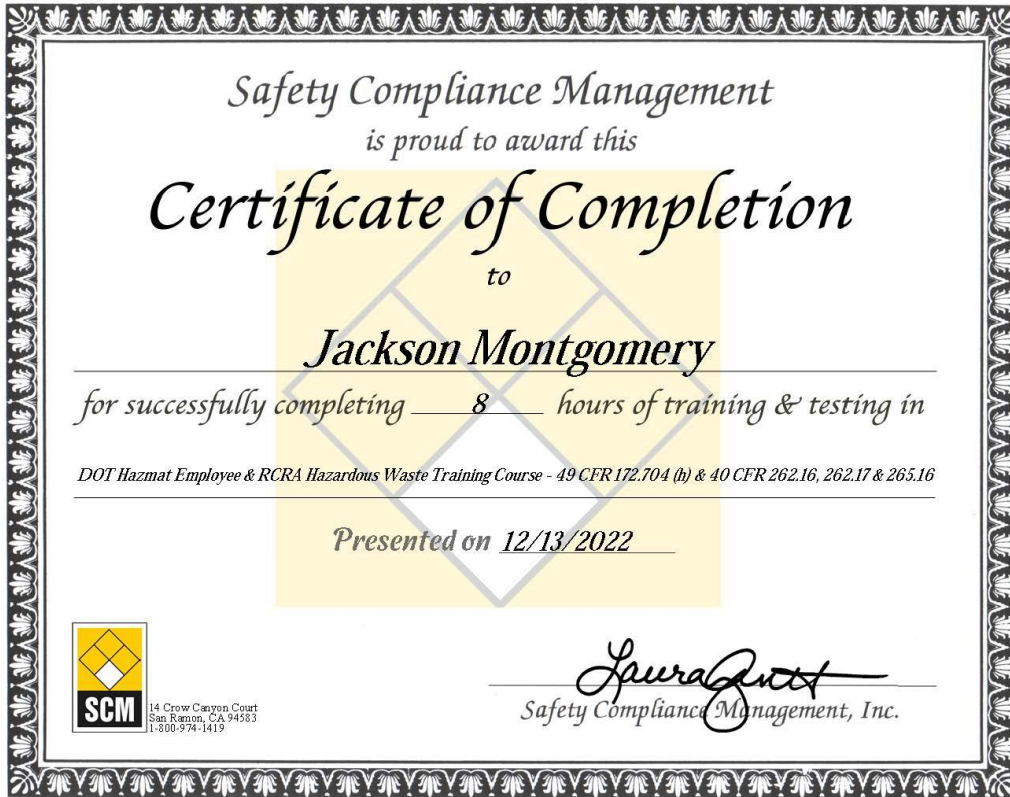 Safety Compliance Management
is proud to award this
Certificate of Completion
to
Jackson Montgomery
for successfully completing 8 hours of training & testing in
DOT Hazmat Employee & RCRA Hazardous Waste Training Course - 49 CFR 172.704 (h) & 40 CFR 262.16, 262.17 & 265.16
Presented on 12/13/2022
SCM
14 Crow Canyon Court
San Ramon, CA 94583
1-800-974-1419
Laura
Safety Compliance Management, Inc.